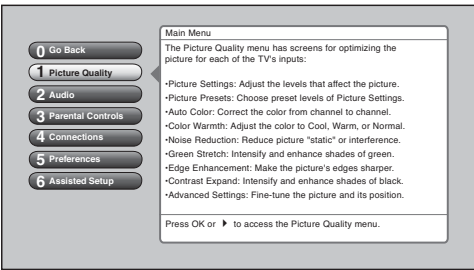 0 Go Back
1 Picture Quality
2 Audio
3 Parental Controls
4 Connections
5 Preferences
6 Assisted Setup
Main Menu
The Picture Quality menu has screens for optimizing the
picture for each of the TV's inputs:
•Picture Settings: Adjust the levels that affect the picture.
•Picture Presets: Choose preset levels of Picture Settings.
•Auto Color: Correct the color from channel to channel.
•Color Warmth: Adjust the color to Cool, Warm, or Normal.
•Noise Reduction: Reduce picture "static" or interference.
•Green Stretch: Intensify and enhance shades of green.
•Edge Enhancement: Make the picture's edges sharper.
•Contrast Expand: Intensify and enhance shades of black.
•Advanced Settings: Fine-tune the picture and its position.
Press OK or ▶ to access the Picture Quality menu.